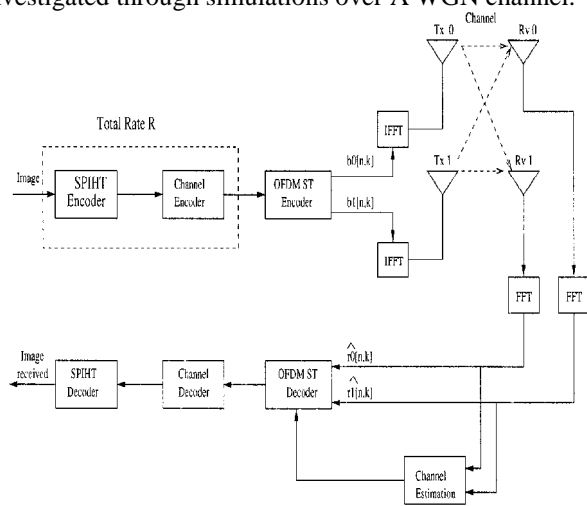 nvestigated through simulations over A WGN channel.
Channel
Tx 0
Rv 0
Total Rate R
IFFT
b0[n,k]
Tx 1
Rv 1
Image
SPIHT
Encoder
Channel
Encoder
OFDM ST
Encoder
b1[n,k]
IFFT
FFT
FFT
^
r0[n,k]
Image
received
SPIHT
Decoder
Channel
Decoder
OFDM ST
Decoder
^
r1[n,k]
Channel
Estimation